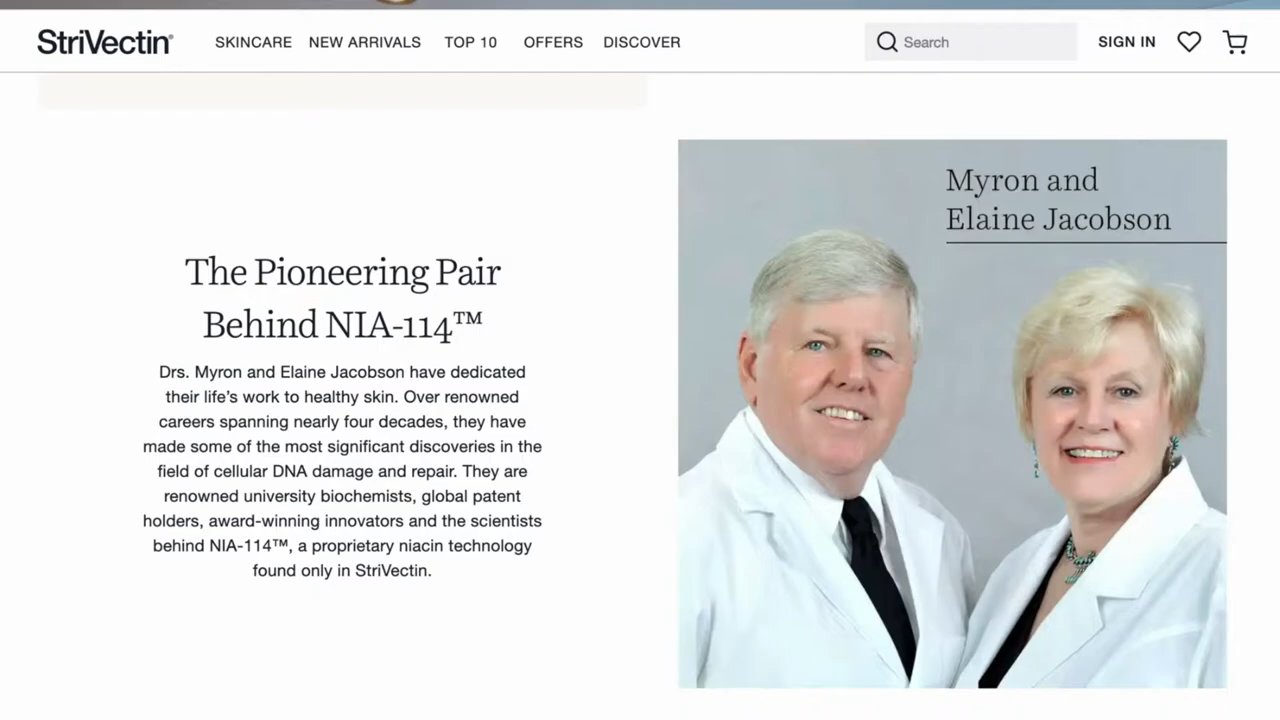 StriVectin®
SKINCARE NEW ARRIVALS TOP 10 OFFERS DISCOVER
Search
SIGN IN
The Pioneering Pair
Behind NIA-114™
Drs. Myron and Elaine Jacobson have dedicated
their life’s work to healthy skin. Over renowned
careers spanning nearly four decades, they have
made some of the most significant discoveries in the
field of cellular DNA damage and repair. They are
renowned university biochemists, global patent
holders, award-winning innovators and the scientists
behind NIA-114™, a proprietary niacin technology
found only in StriVectin.
Myron and
Elaine Jacobson